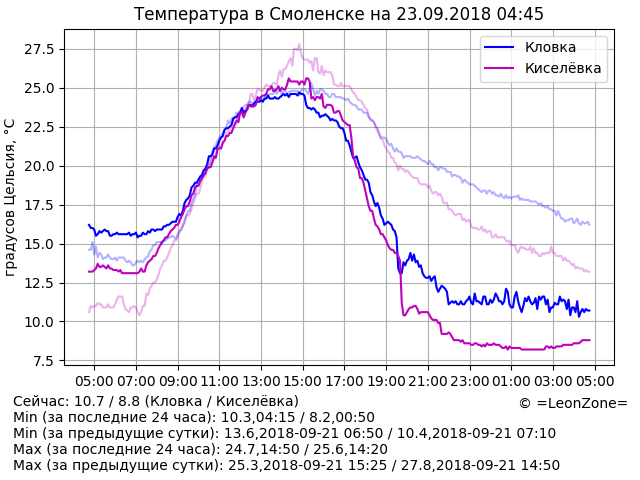 Температура в Смоленске на 23.09.2018 04:45
градусов Цельсия, °C
27.5
25.0
22.5
20.0
17.5
15.0
12.5
10.0
7.5
Кловка
Киселёвка
05:00 07:00 09:00 11:00 13:00 15:00 17:00 19:00 21:00 23:00 01:00 03:00 05:00
Сейчас: 10.7 / 8.8 (Кловка / Киселёвка)
© =LeonZone=
Min (за последние 24 часа): 10.3,04:15 / 8.2,00:50
Min (за предыдущие сутки): 13.6,2018-09-21 06:50 / 10.4,2018-09-21 07:10
Max (за последние 24 часа): 24.7,14:50 / 25.6,14:20
Max (за предыдущие сутки): 25.3,2018-09-21 15:25 / 27.8,2018-09-21 14:50